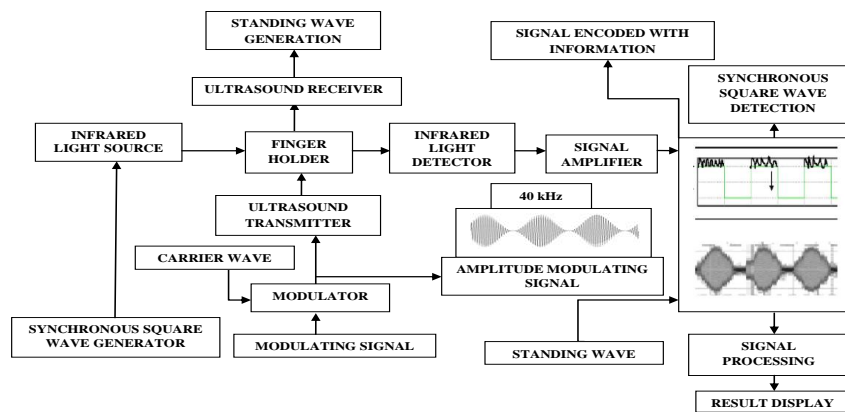 STANDING WAVE
GENERATION
SIGNAL ENCODED WITH
INFORMATION
ULTRASOUND RECEIVER
SYNCHRONOUS
SQUARE WAVE
DETECTION
INFRARED
LIGHT SOURCE
FINGER
HOLDER
INFRARED
LIGHT
DETECTOR
SIGNAL
AMPLIFIER
ULTRASOUND
TRANSMITTER
40 kHz
CARRIER WAVE
AMPLITUDE MODULATING
SIGNAL
MODULATOR
SYNCHRONOUS SQUARE
WAVE GENERATOR
MODULATING SIGNAL
STANDING WAVE
SIGNAL
PROCESSING
RESULT DISPLAY